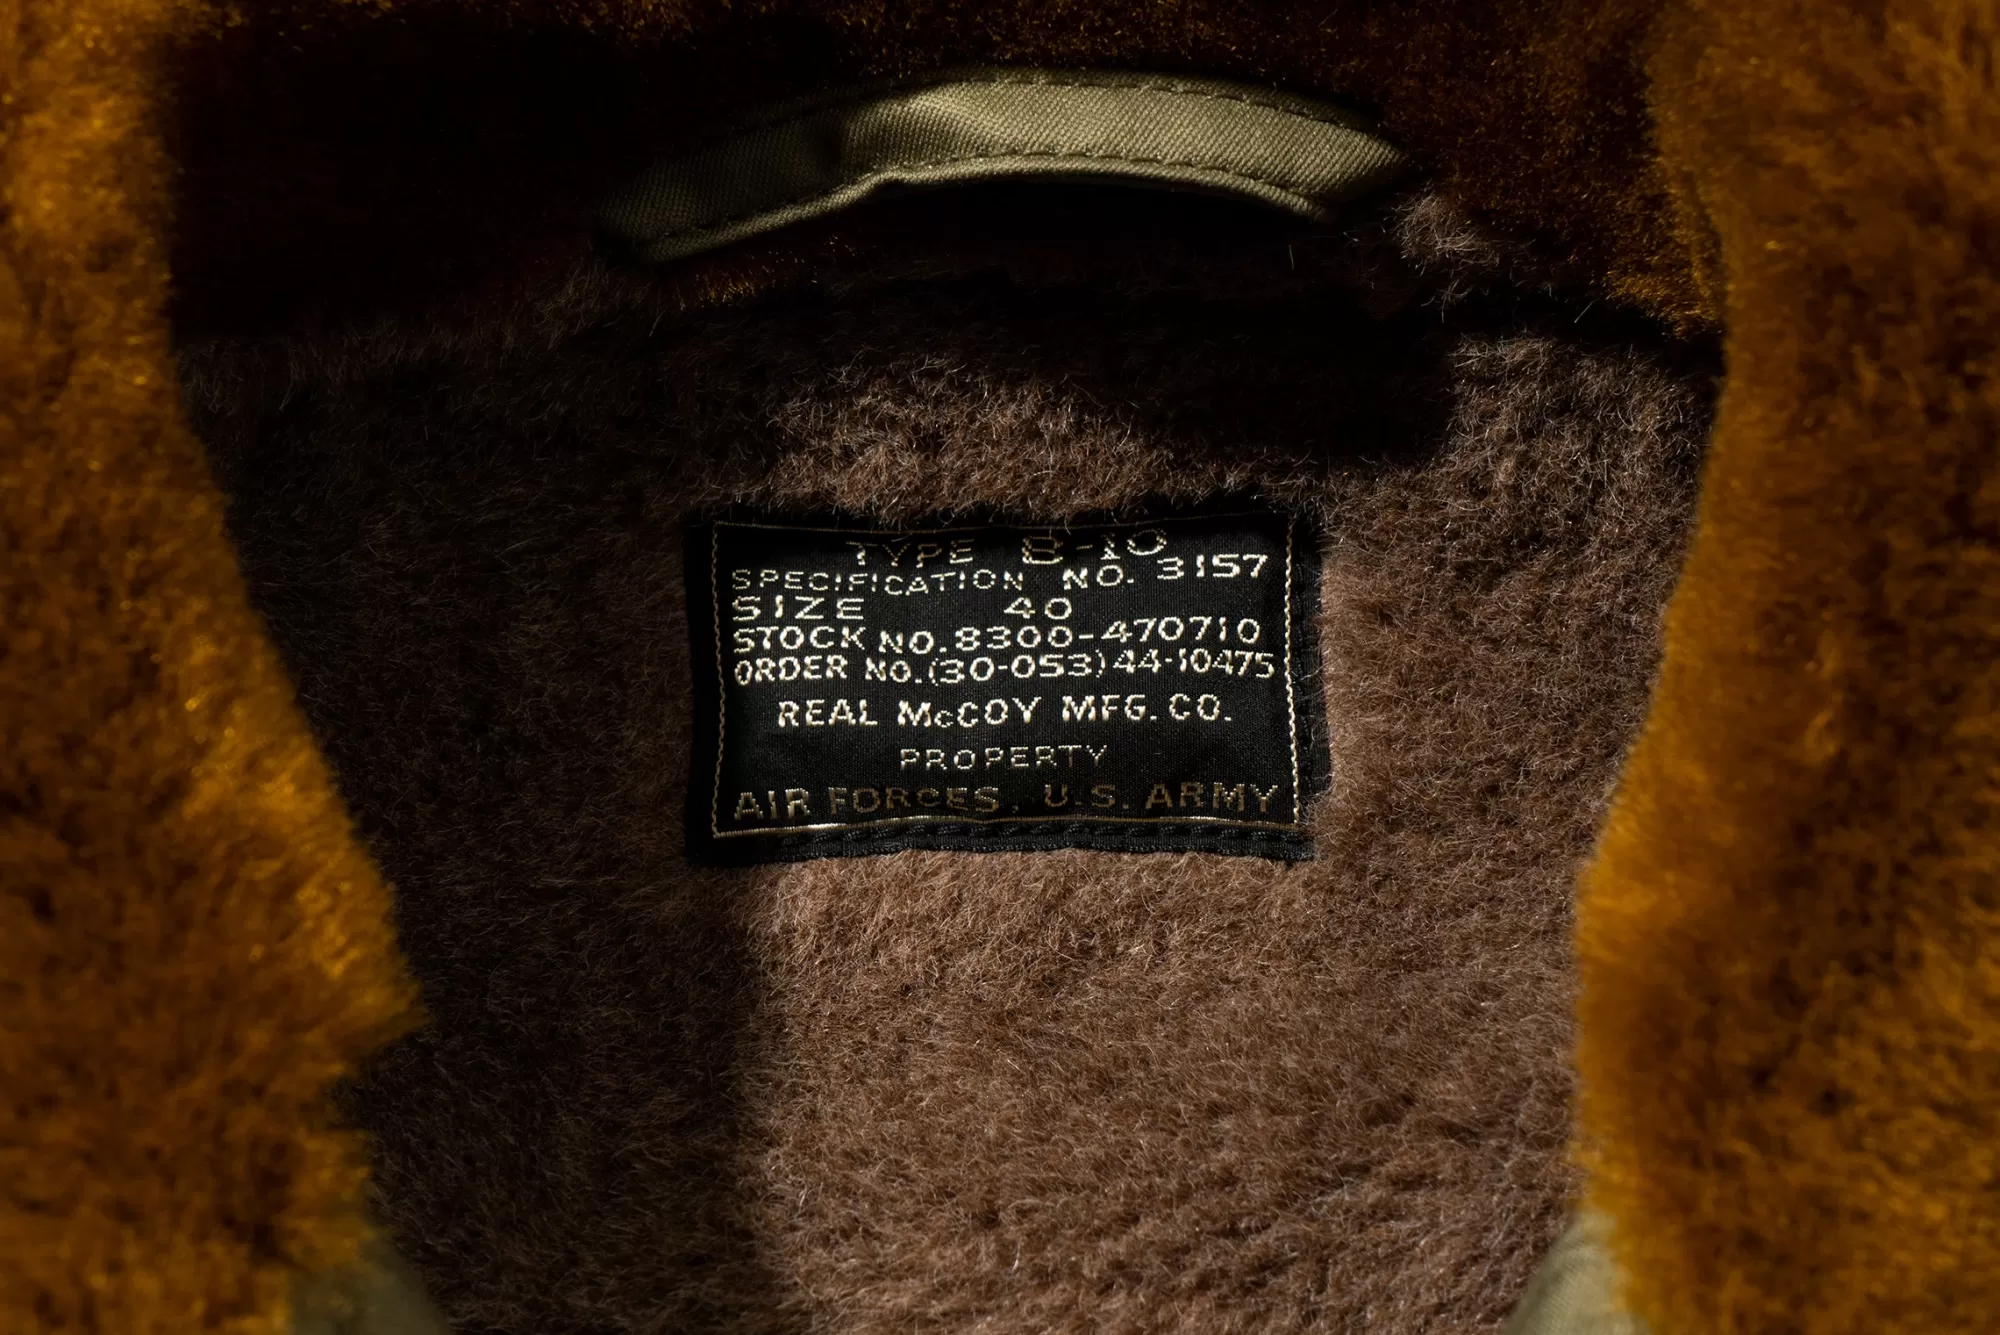 TYPE B-10
SPECIFICATION NO. 3157
SIZE 40
STOCK NO. 8300-470710
ORDER NO. (30-053) 44-10475
REAL McCOY MFG. CO.
PROPERTY
AIR FORCES, U.S. ARMY